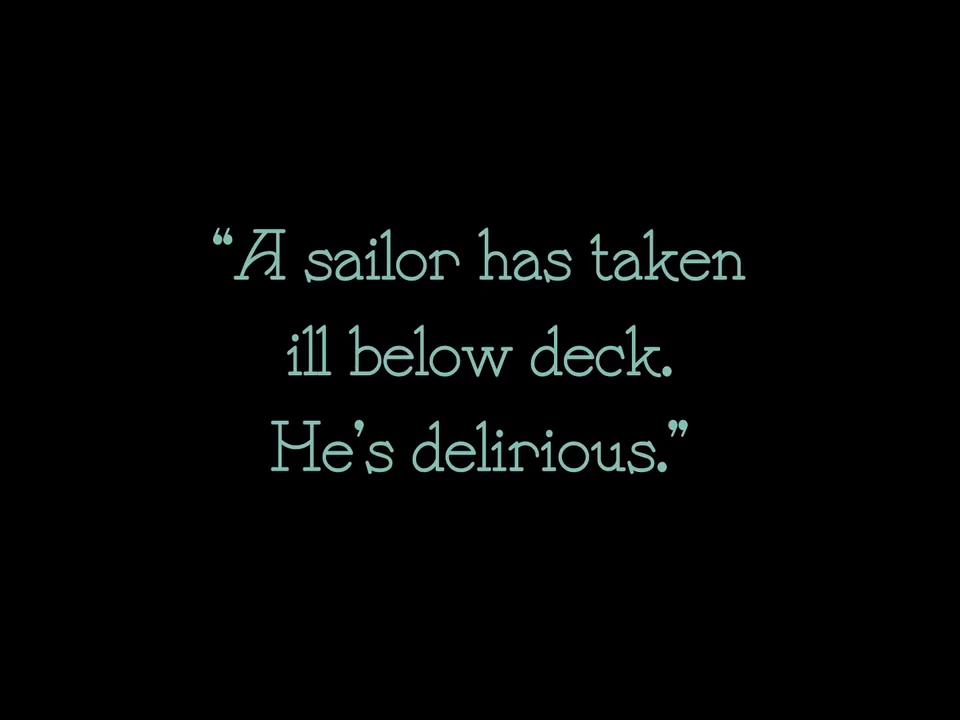 “A sailor has taken
ill below deck.
He’s delirious.”